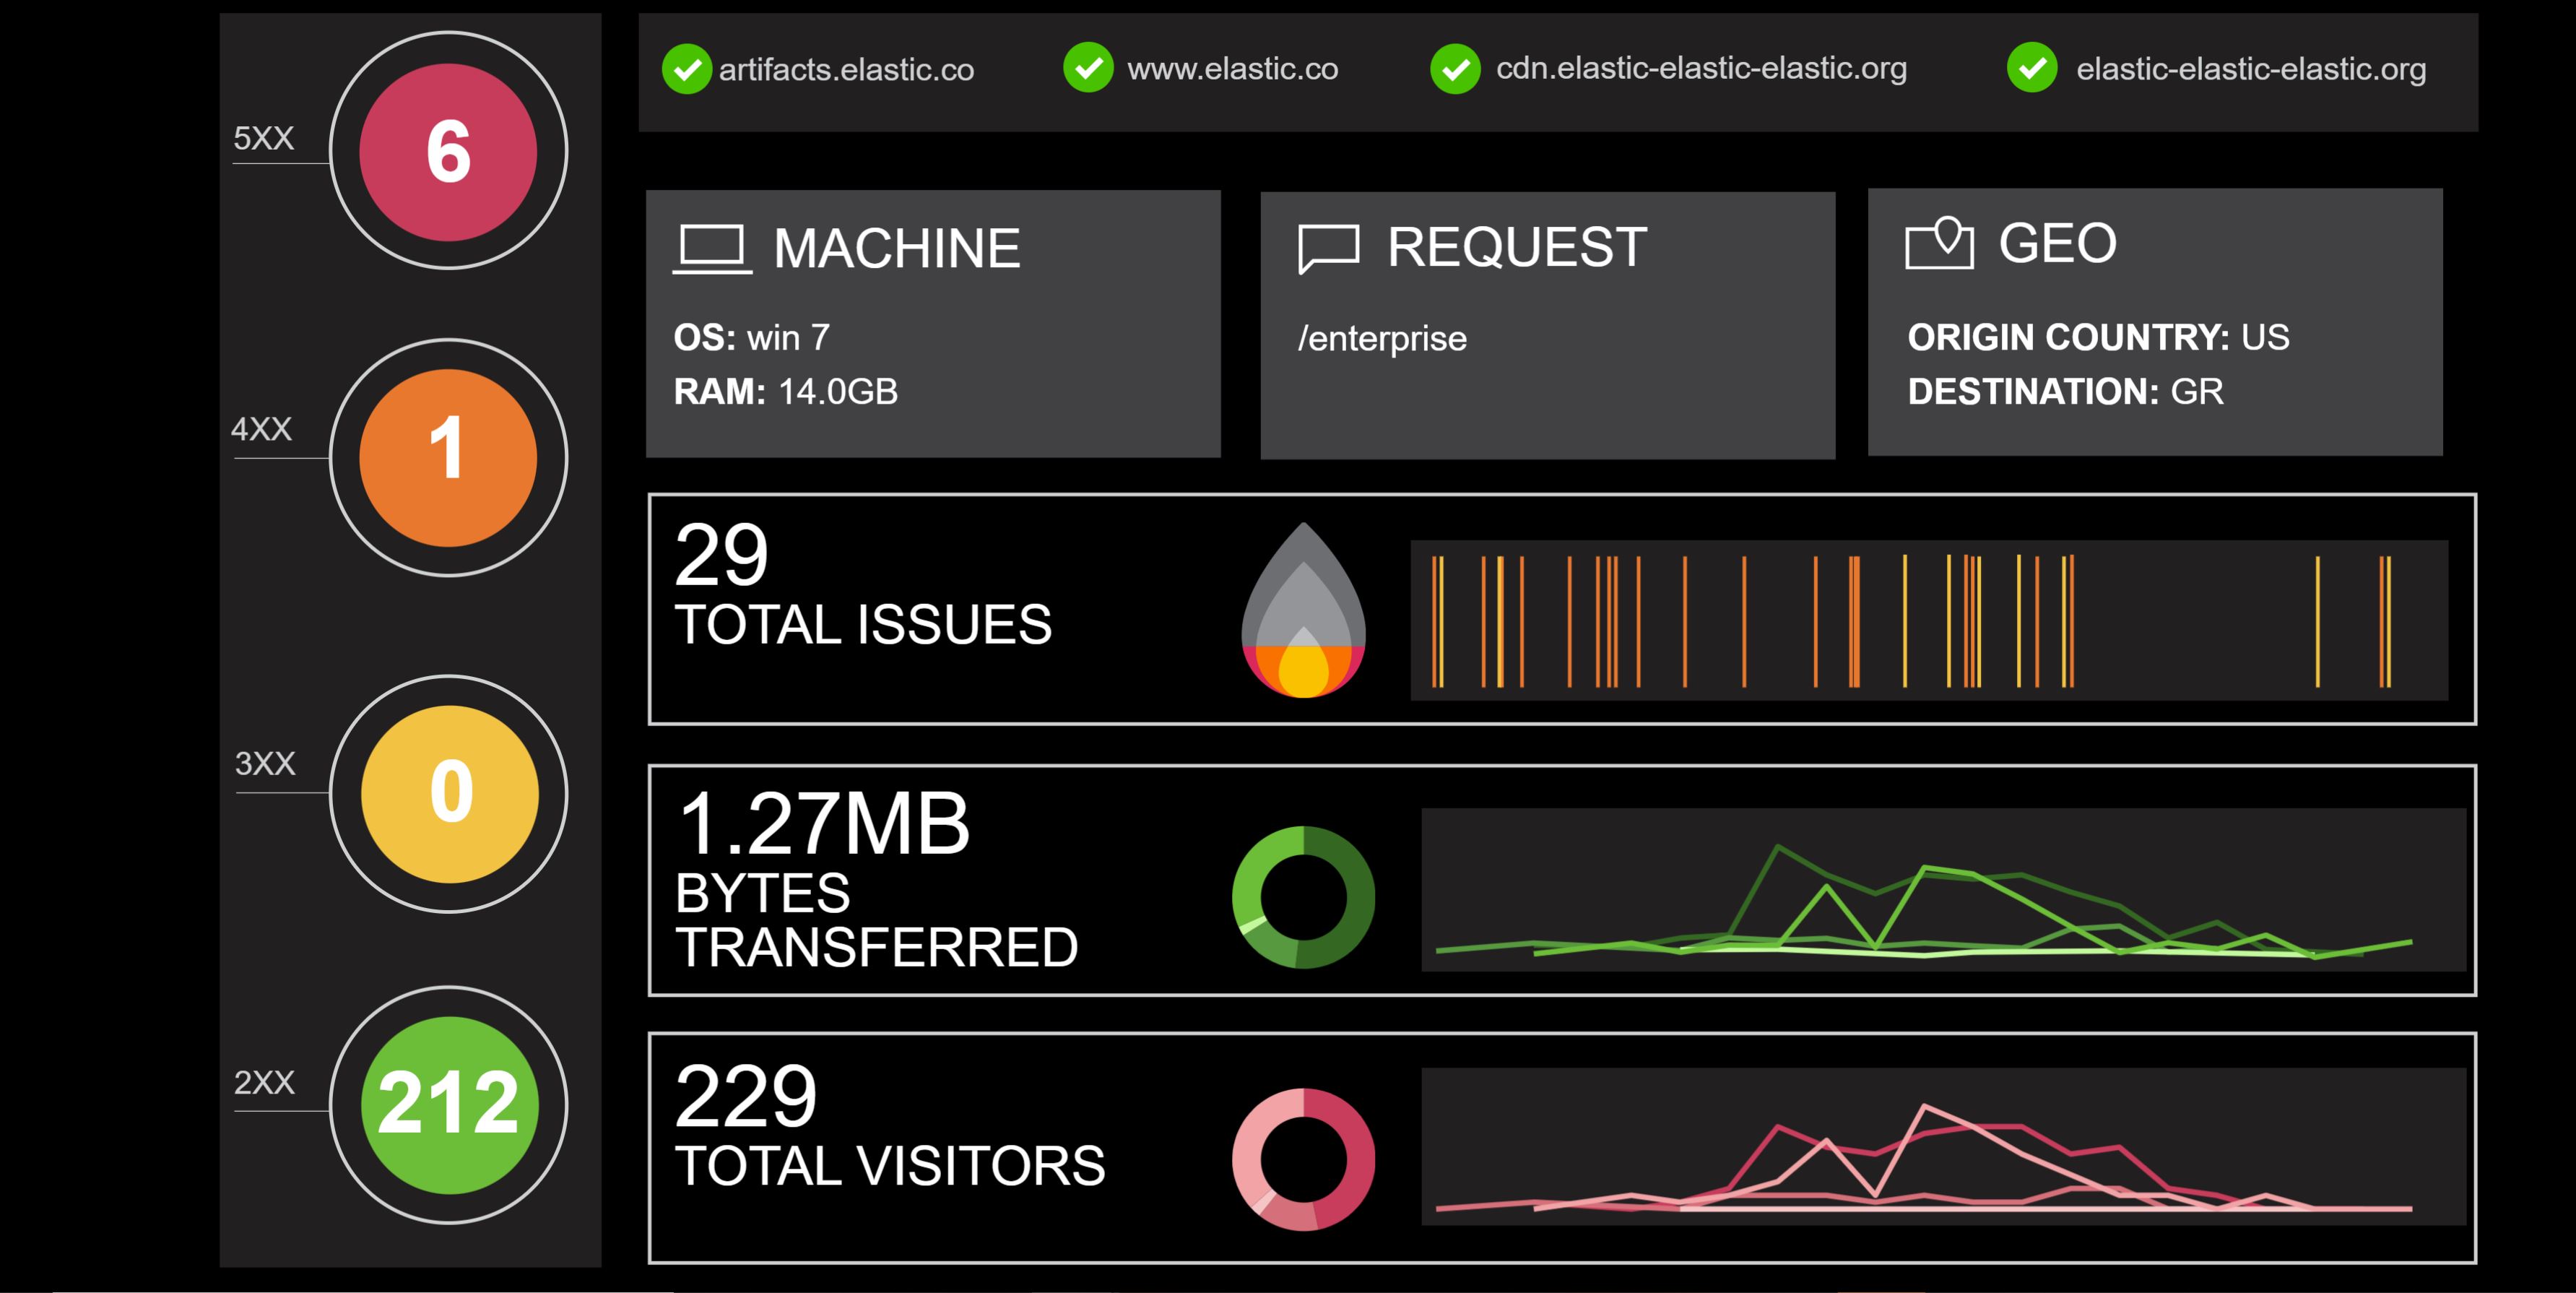 5XX
6
4XX
1
3XX
0
2XX
212
artifacts.elastic.co
www.elastic.co
cdn.elastic-elastic-elastic.org
elastic-elastic-elastic.org
MACHINE
OS: win 7
RAM: 14.0GB
REQUEST
/enterprise
GEO
ORIGIN COUNTRY: US
DESTINATION: GR
29
TOTAL ISSUES
1.27MB
BYTES
TRANSFERRED
229
TOTAL VISITORS